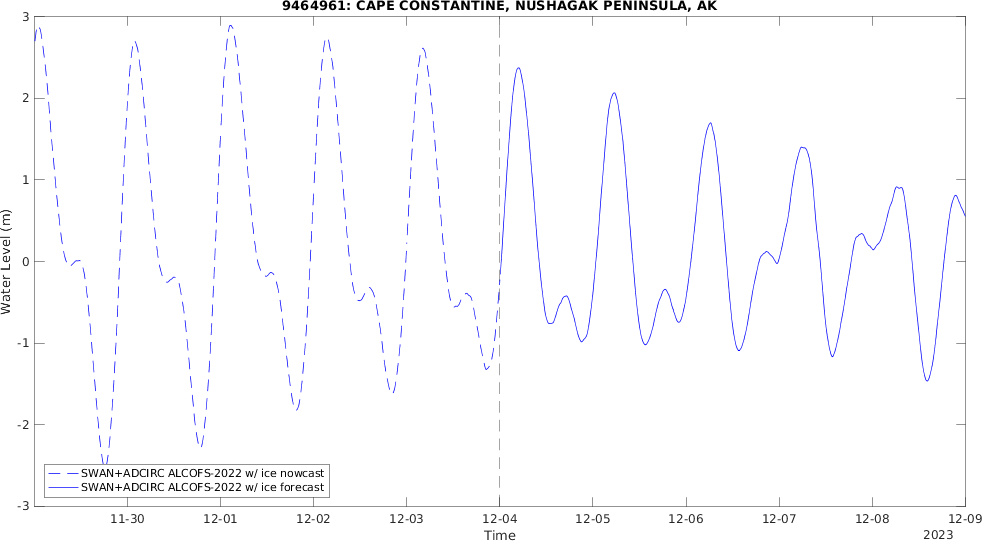 9464961: CAPE CONSTANTINE, NUSHAGAK PENINSULA, AK
3
2
1
0
-1
-2
-3
Water Level (m)
SWAN+ADCIRC ALCOFS-2022 w/ ice nowcast
SWAN+ADCIRC ALCOFS-2022 w/ ice forecast
11-30 12-01 12-02 12-03 12-04 12-05 12-06 12-07 12-08 12-09
Time
2023